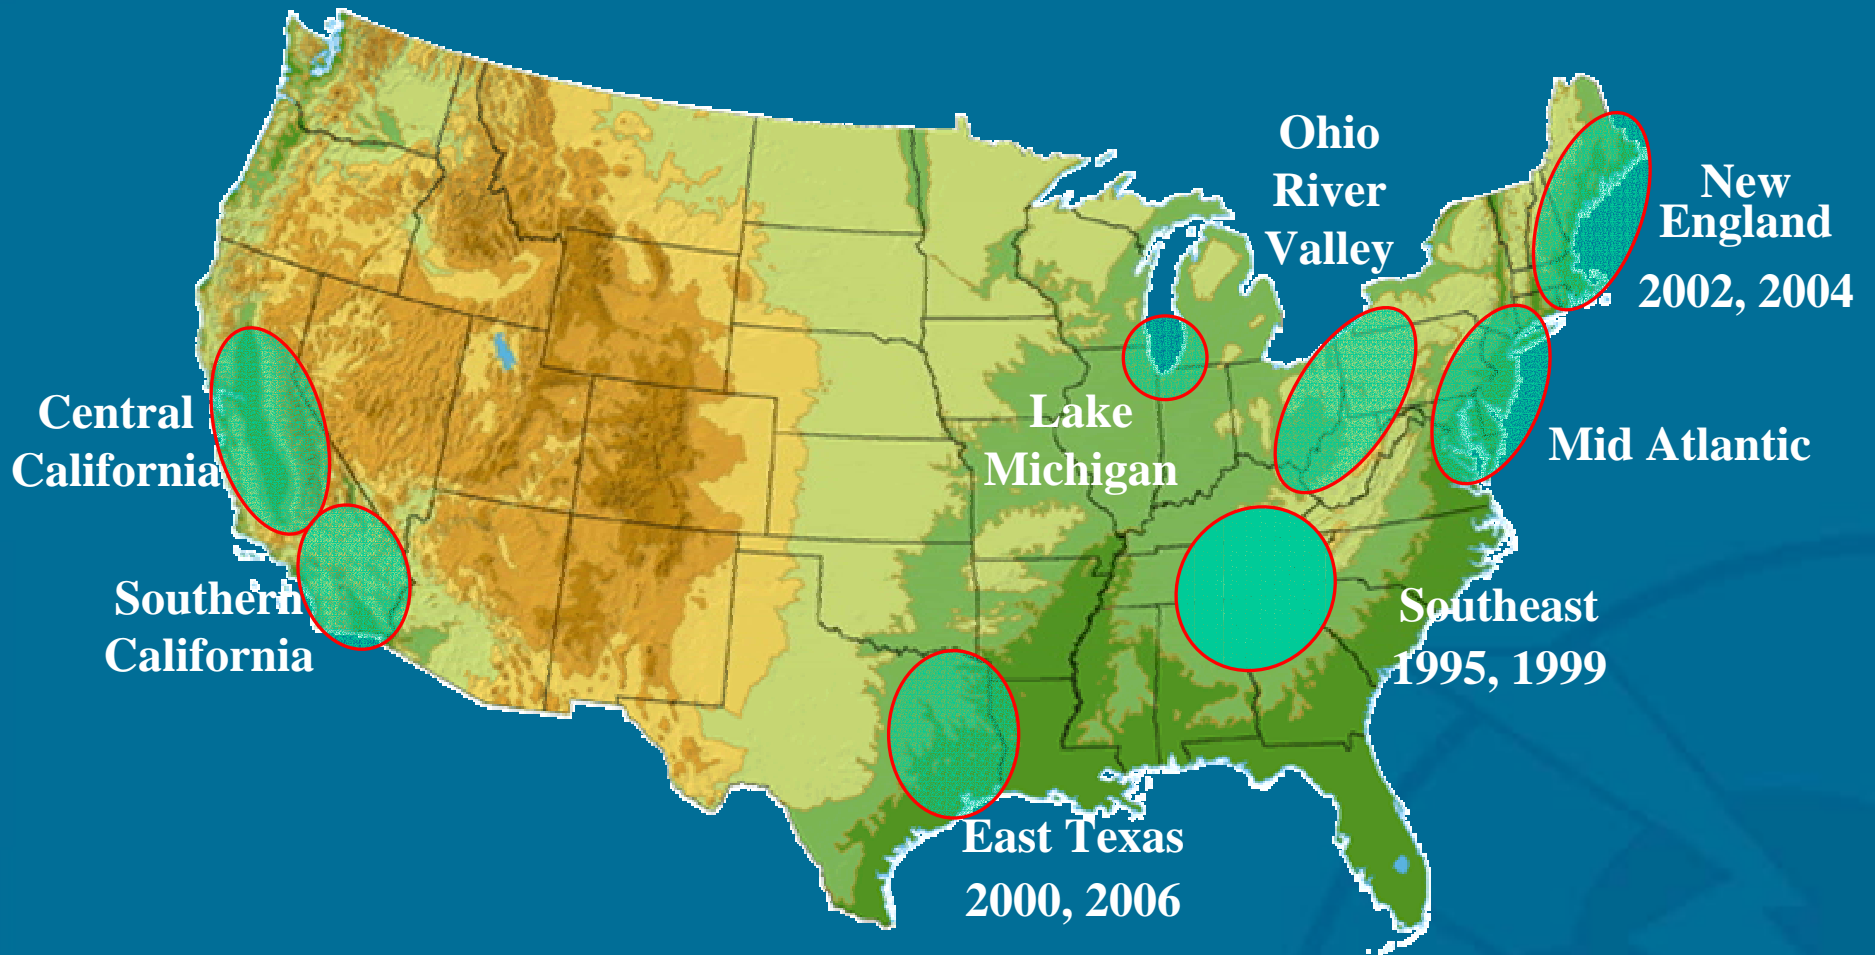 Ohio
River
Valley
New
England
2002, 2004
Central
California
Lake
Michigan
Mid Atlantic
Southern
California
Southeast
1995, 1999
East Texas
2000, 2006